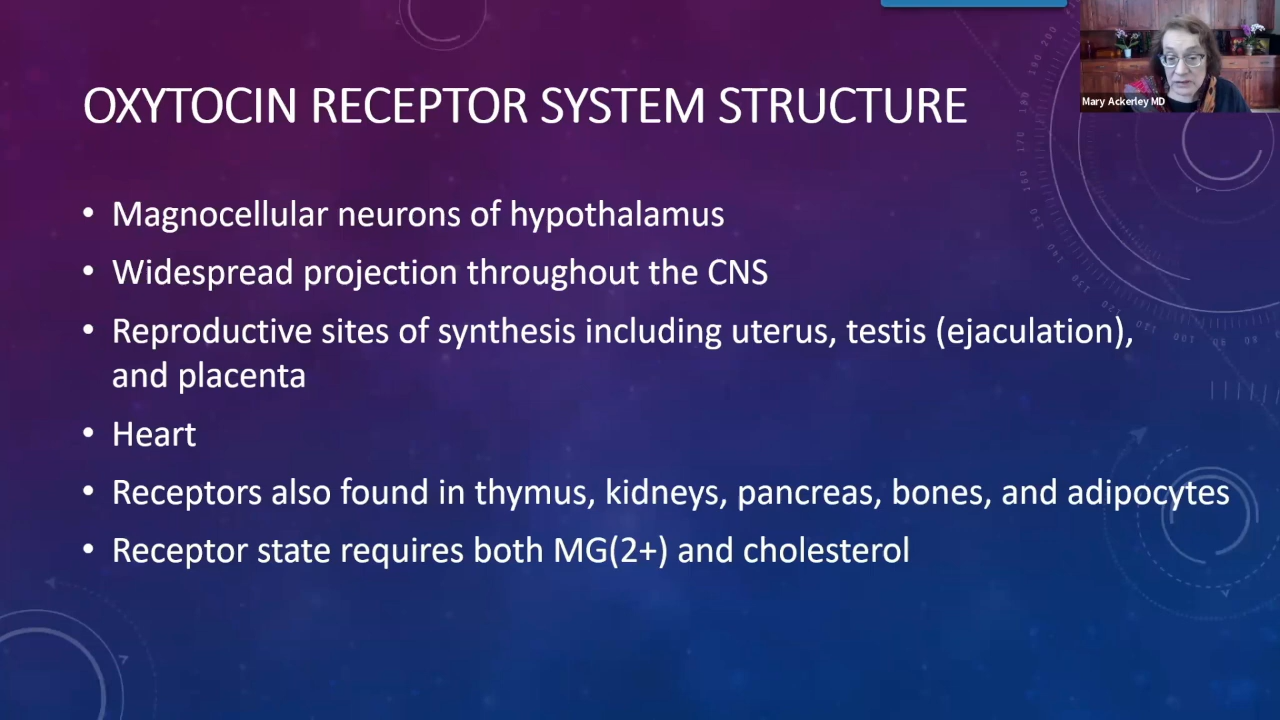 Mary Ackerley MD
OXYTOCIN RECEPTOR SYSTEM STRUCTURE
• Magnocellular neurons of hypothalamus
• Widespread projection throughout the CNS
• Reproductive sites of synthesis including uterus, testis (ejaculation),
and placenta
• Heart
• Receptors also found in thymus, kidneys, pancreas, bones, and adipocytes
• Receptor state requires both MG(2+) and cholesterol